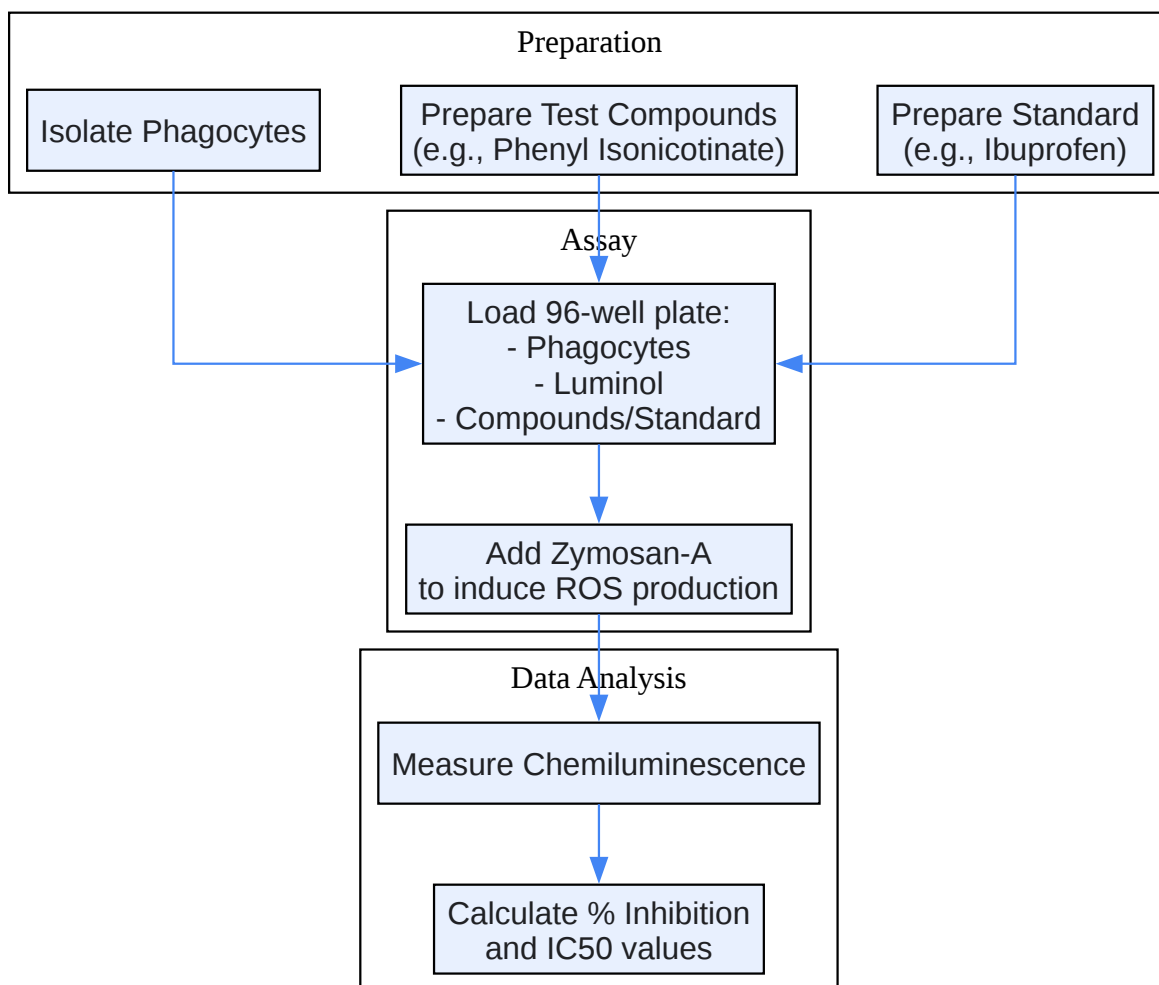 Preparation
Isolate Phagocytes
Prepare Test Compounds
(e.g., Phenyl Isonicotinate)
Prepare Standard
(e.g., Ibuprofen)
Assay
Load 96-well plate:
- Phagocytes
- Luminol
- Compounds/Standard
Add Zymosan-A
to induce ROS production
Data Analysis
Measure Chemiluminescence
Calculate % Inhibition
and IC50 values